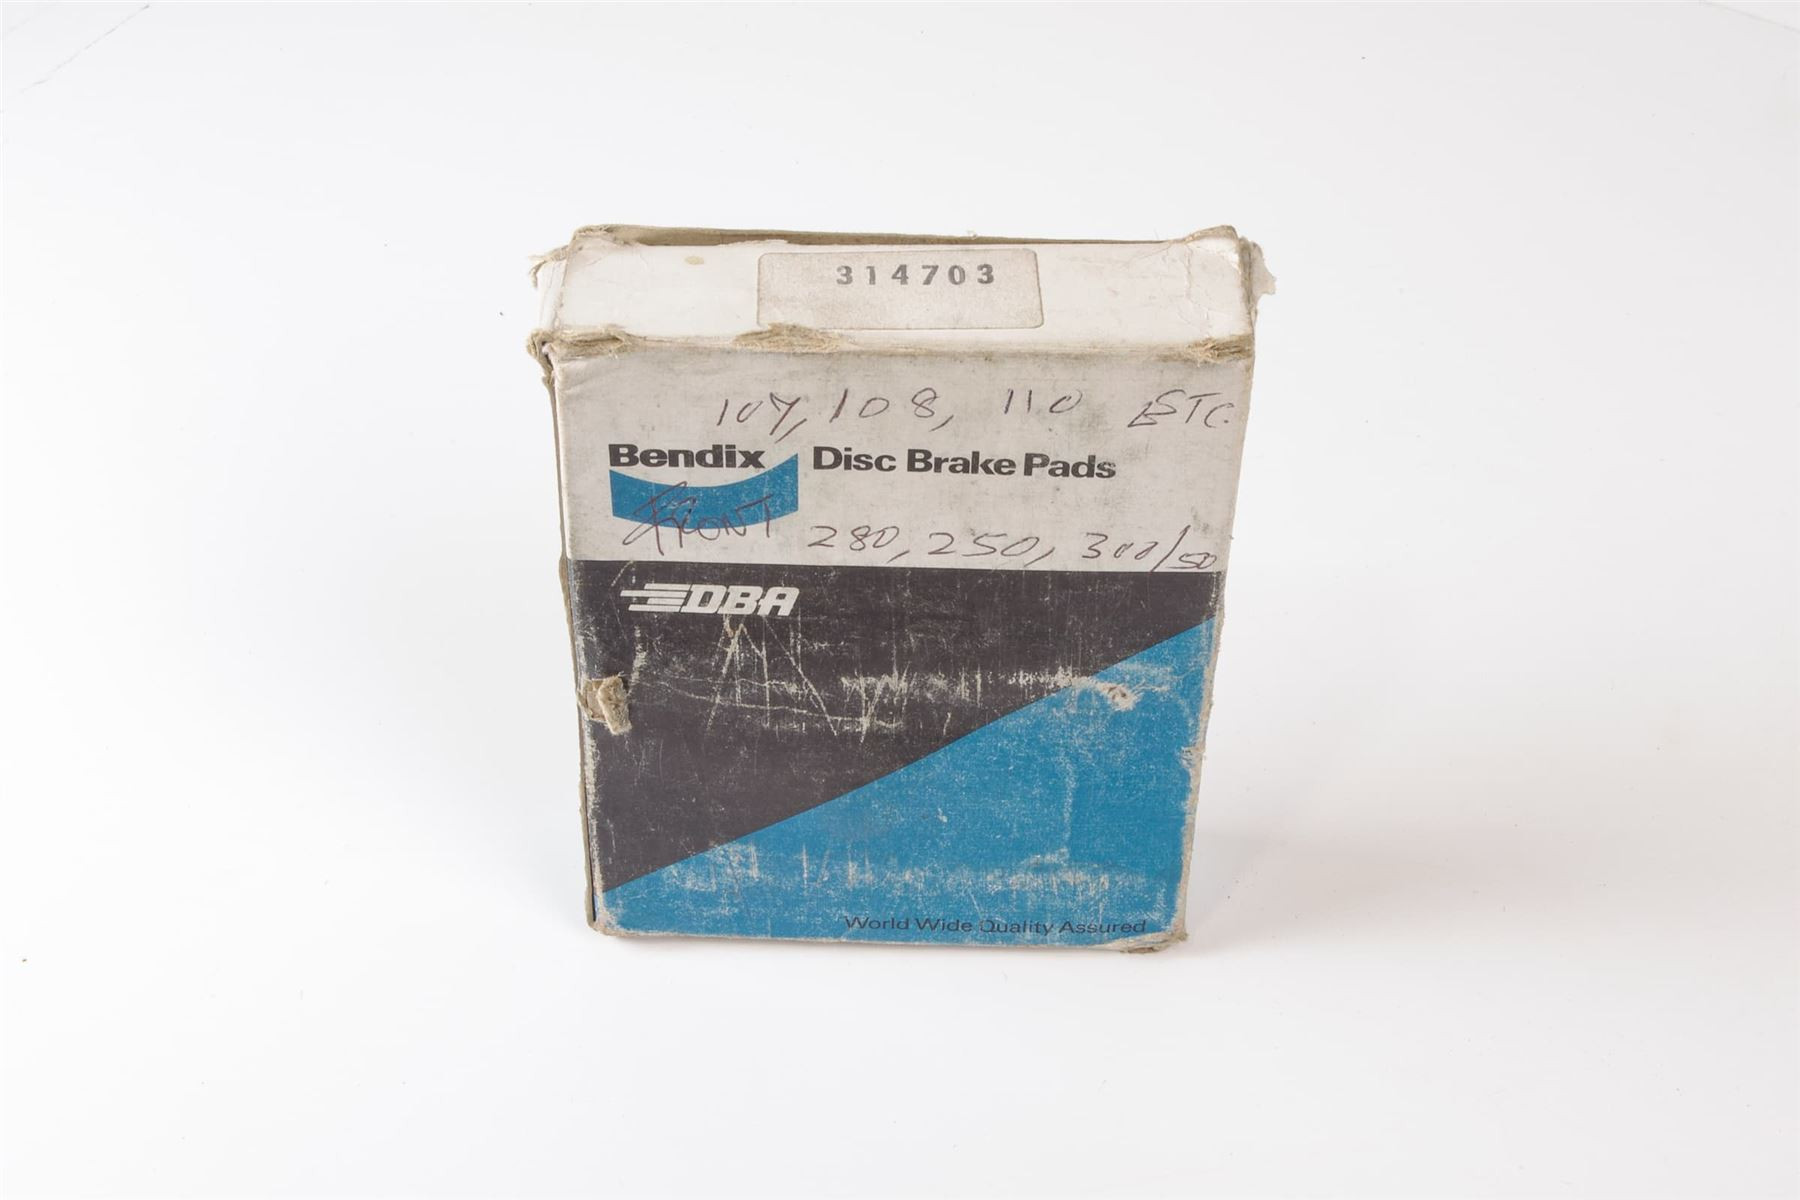 314703
107, 108, 110 ETC.
Bendix Disc Brake Pads
FRONT 280, 250, 300/50
DBA
World Wide Quality Assured